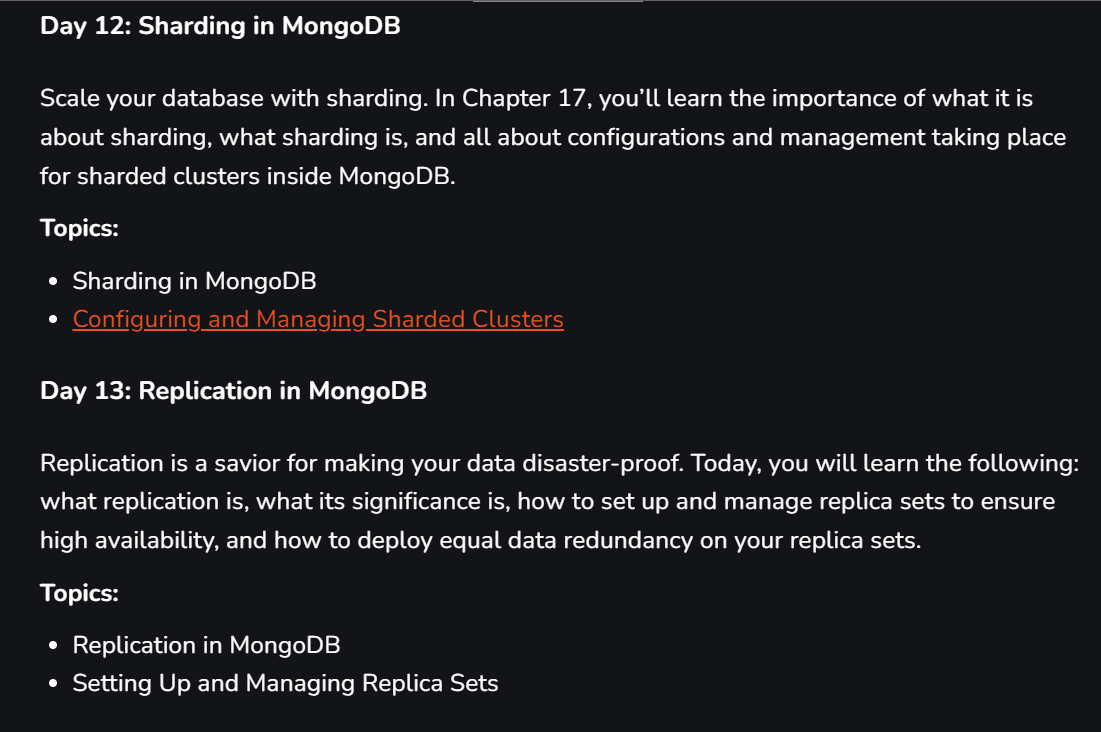 Day 12: Sharding in MongoDB
Scale your database with sharding. In Chapter 17, you’ll learn the importance of what it is
about sharding, what sharding is, and all about configurations and management taking place
for sharded clusters inside MongoDB.
Topics:
• Sharding in MongoDB
• Configuring and Managing Sharded Clusters
Day 13: Replication in MongoDB
Replication is a savior for making your data disaster-proof. Today, you will learn the following:
what replication is, what its significance is, how to set up and manage replica sets to ensure
high availability, and how to deploy equal data redundancy on your replica sets.
Topics:
• Replication in MongoDB
• Setting Up and Managing Replica Sets